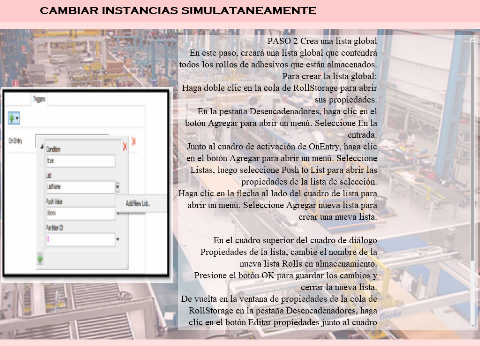 CAMBIAR INSTANCIAS SIMULATANEAMENTE
PASO 2 Crea una lista global
En este paso, creará una lista global que contendrá
todos los rollos de adhesivos que están almacenados.
Para crear la lista global:
Haga doble clic en la cola de RollStorage para abrir
sus propiedades.
En la pestaña Desencadenadores, haga clic en el
botón Agregar para abrir un menú. Seleccione En la
entrada.
Junto al cuadro de activación de OnEntry, haga clic
en el botón Agregar para abrir un menú. Seleccione
Listas, luego seleccione Push to List para abrir las
propiedades de la lista de selección.
Haga clic en la flecha al lado del cuadro de lista para
abrir un menú. Seleccione Agregar nueva lista para
crear una nueva lista.
En el cuadro superior del cuadro de diálogo
Propiedades de la lista, cambie el nombre de la
nueva lista Rolls en almacenamiento.
Presione el botón OK para guardar los cambios y
cerrar la nueva lista.
De vuelta en la ventana de propiedades de la cola de
RollStorage en la pestaña Desencadenadores, haga
clic en el botón Editar propiedades junto al cuadro
Triggers
OnEntry
Condition
true
List
ListName
Add New List...
Push Value
Partition ID